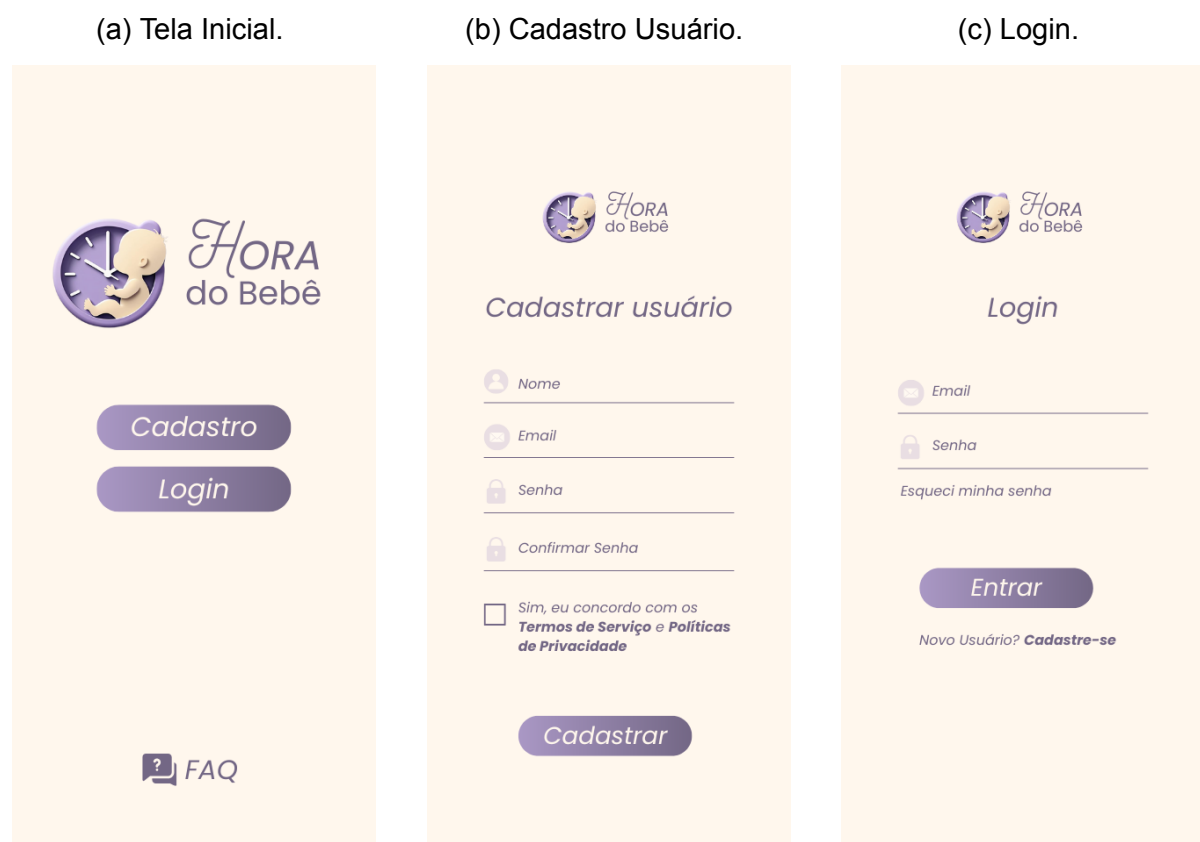 (a) Tela Inicial.
HORA
do Bebê
Cadastro
Login
FAQ
(b) Cadastro Usuário.
HORA
do Bebê
Cadastrar usuário
Nome
Email
Senha
Confirmar Senha
Sim, eu concordo com os
Termos de Serviço e Políticas
de Privacidade
Cadastrar
(c) Login.
HORA
do Bebê
Login
Email
Senha
Esqueci minha senha
Entrar
Novo Usuário? Cadastre-se